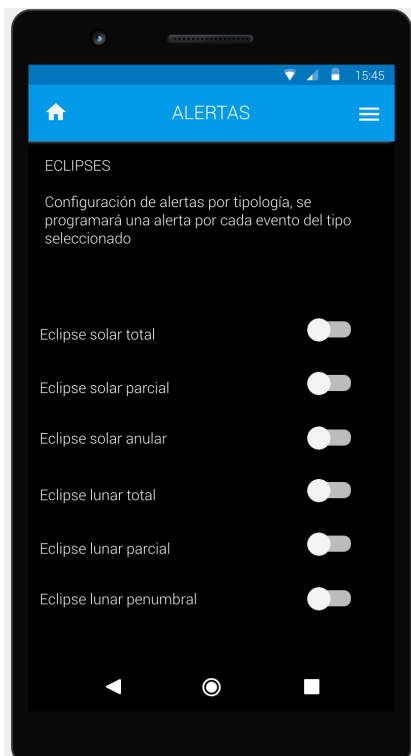 15:45
ALERTAS
ECLIPSES
Configuración de alertas por tipología, se
programará una alerta por cada evento del tipo
seleccionado
Eclipse solar total
Eclipse solar parcial
Eclipse solar anular
Eclipse lunar total
Eclipse lunar parcial
Eclipse lunar penumbral